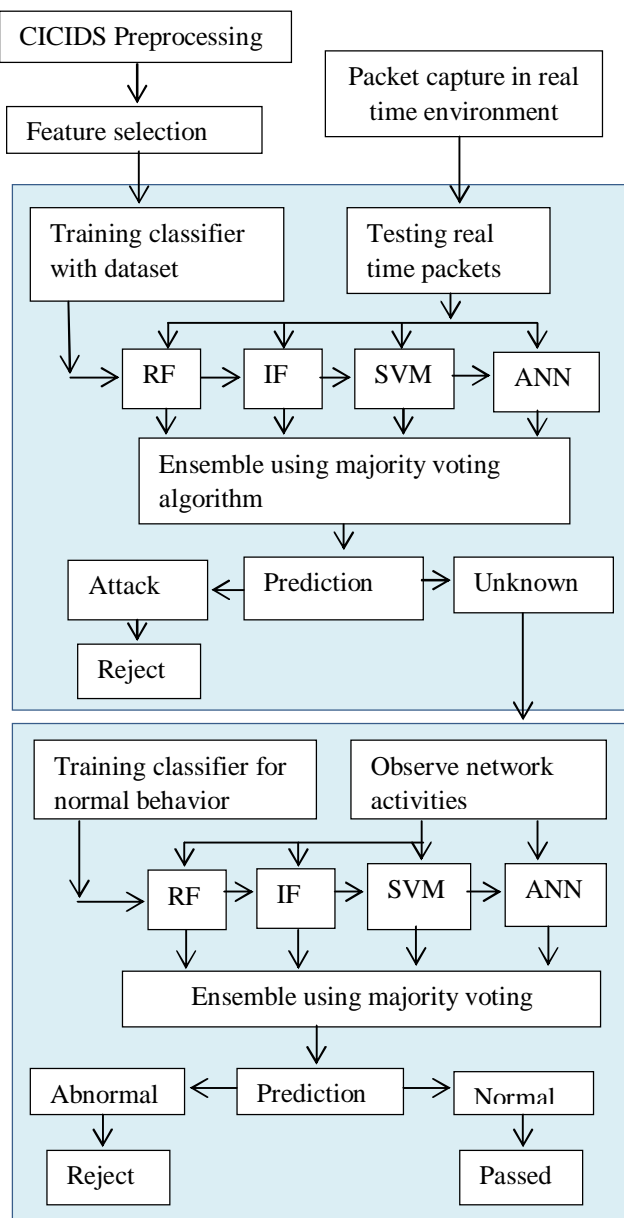 CICIDS Preprocessing
Packet capture in real
time environment
Feature selection
Training classifier
with dataset
Testing real
time packets
RF
IF
SVM
ANN
Ensemble using majority voting
algorithm
Attack
Prediction
Unknown
Reject
Training classifier for
normal behavior
Observe network
activities
RF
IF
SVM
ANN
Ensemble using majority voting
Abnormal
Prediction
Normal
Reject
Passed